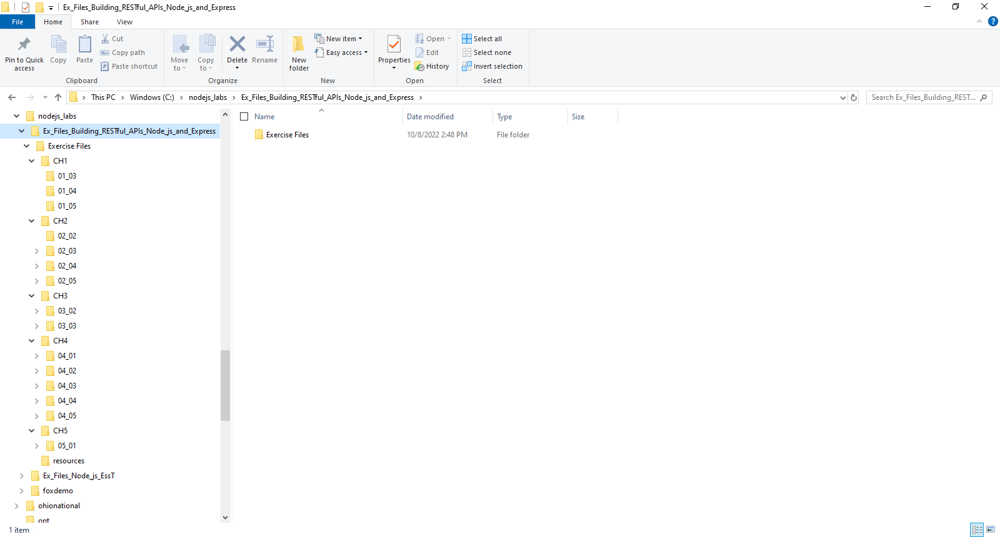 Ex_Files_Building_RESTful_APIs_Node_js_and_Express
File Home Share View
Pin to Quick access
Copy
Paste
Cut
Copy path
Paste shortcut
Clipboard
Move to
Copy to
Delete
Rename
Organize
New folder
New item
Easy access
New
Properties
Open
Edit
History
Open
Select all
Select none
Invert selection
Select
This PC Windows (C:) nodejs_labs Ex_Files_Building_RESTful_APIs_Node_js_and_Express
Search Ex_Files_Building_REST...
nodejs_labs
Ex_Files_Building_RESTful_APIs_Node_js_and_Express
Exercise Files
CH1
01_03
01_04
01_05
CH2
02_02
02_03
02_04
02_05
CH3
03_02
03_03
CH4
04_01
04_02
04_03
04_04
04_05
CH5
05_01
resources
Ex_Files_Node_js_EssT
foxdemo
ohionational
opt
Name Date modified Type Size
Exercise Files 10/8/2022 2:48 PM File folder
1 item